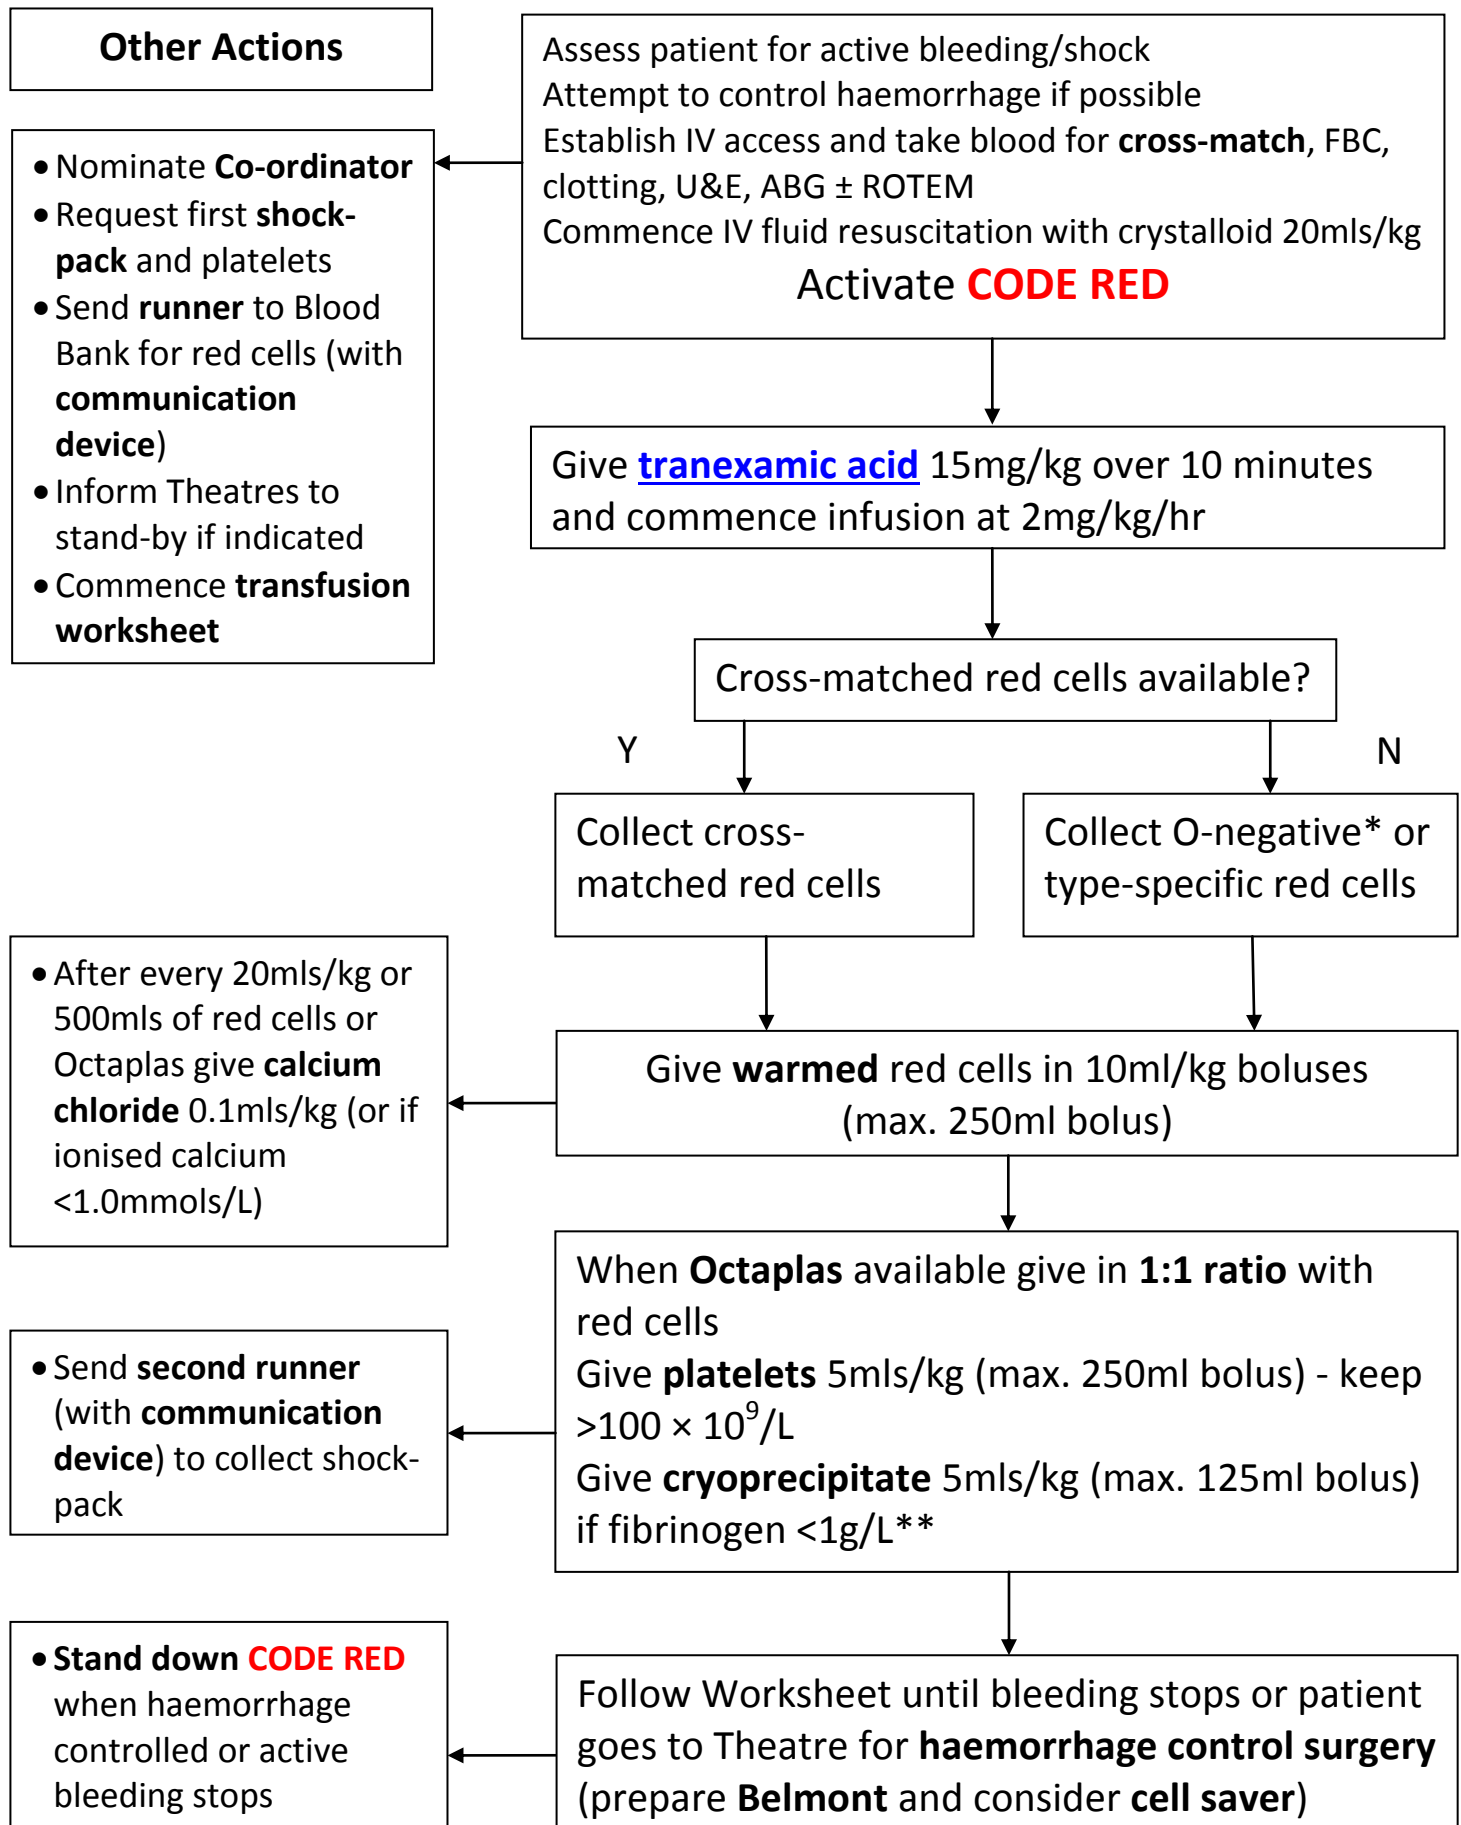 Other Actions
• Nominate Co-ordinator
• Request first shock-
pack and platelets
• Send runner to Blood
Bank for red cells (with
communication
device)
• Inform Theatres to
stand-by if indicated
• Commence transfusion
worksheet
Assess patient for active bleeding/shock
Attempt to control haemorrhage if possible
Establish IV access and take blood for cross-match, FBC,
clotting, U&E, ABG ± ROTEM
Commence IV fluid resuscitation with crystalloid 20mls/kg
Activate CODE RED
Give tranexamic acid 15mg/kg over 10 minutes
and commence infusion at 2mg/kg/hr
Cross-matched red cells available?
Y
N
Collect cross-
matched red cells
Collect O-negative* or
type-specific red cells
• After every 20mls/kg or
500mls of red cells or
Octaplas give calcium
chloride 0.1mls/kg (or if
ionised calcium
<1.0mmols/L)
Give warmed red cells in 10ml/kg boluses
(max. 250ml bolus)
When Octaplas available give in 1:1 ratio with
red cells
Give platelets 5mls/kg (max. 250ml bolus) - keep
>100 × 10⁹/L
Give cryoprecipitate 5mls/kg (max. 125ml bolus)
if fibrinogen <1g/L**
• Send second runner
(with communication
device) to collect shock-
pack
• Stand down CODE RED
when haemorrhage
controlled or active
bleeding stops
Follow Worksheet until bleeding stops or patient
goes to Theatre for haemorrhage control surgery
(prepare Belmont and consider cell saver)